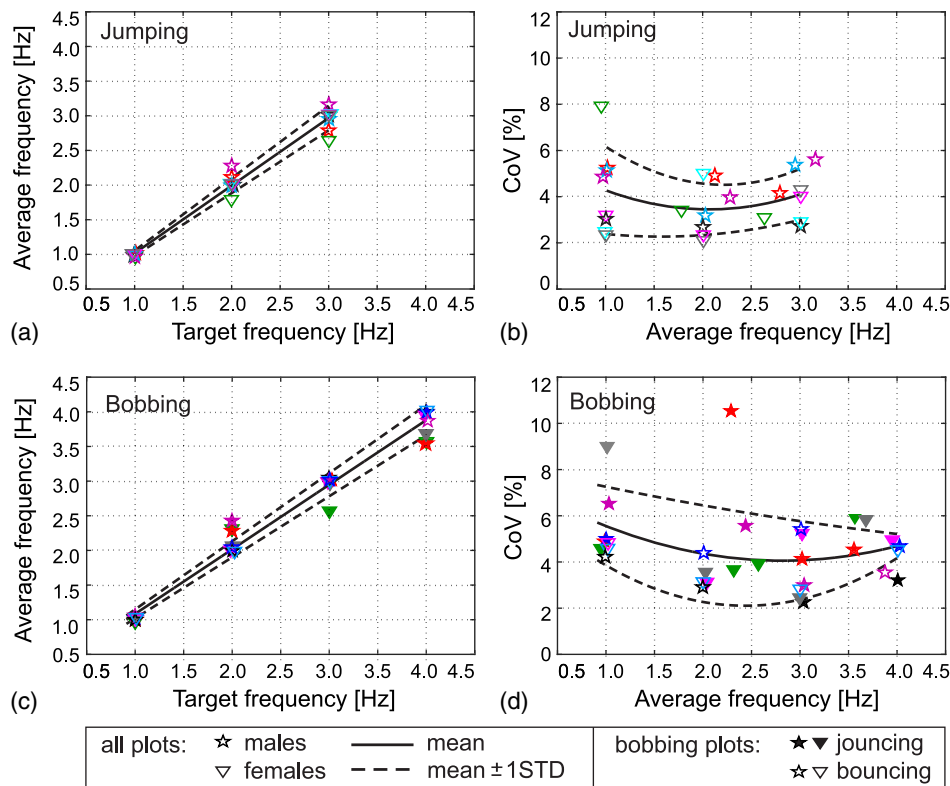 Jumping
Average frequency [Hz]
4.5
4.0
3.5
3.0
2.5
2.0
1.5
1.0
0.5
0.5 1.0 1.5 2.0 2.5 3.0 3.5 4.0 4.5
(a) Target frequency [Hz]
Jumping
CoV [%]
12
10
8
6
4
2
0
0.5 1.0 1.5 2.0 2.5 3.0 3.5 4.0 4.5
(b) Average frequency [Hz]
Bobbing
Average frequency [Hz]
4.5
4.0
3.5
3.0
2.5
2.0
1.5
1.0
0.5
0.5 1.0 1.5 2.0 2.5 3.0 3.5 4.0 4.5
(c) Target frequency [Hz]
Bobbing
CoV [%]
12
10
8
6
4
2
0
0.5 1.0 1.5 2.0 2.5 3.0 3.5 4.0 4.5
(d) Average frequency [Hz]
all plots: males mean
females mean ±1STD
bobbing plots: jouncing
bouncing